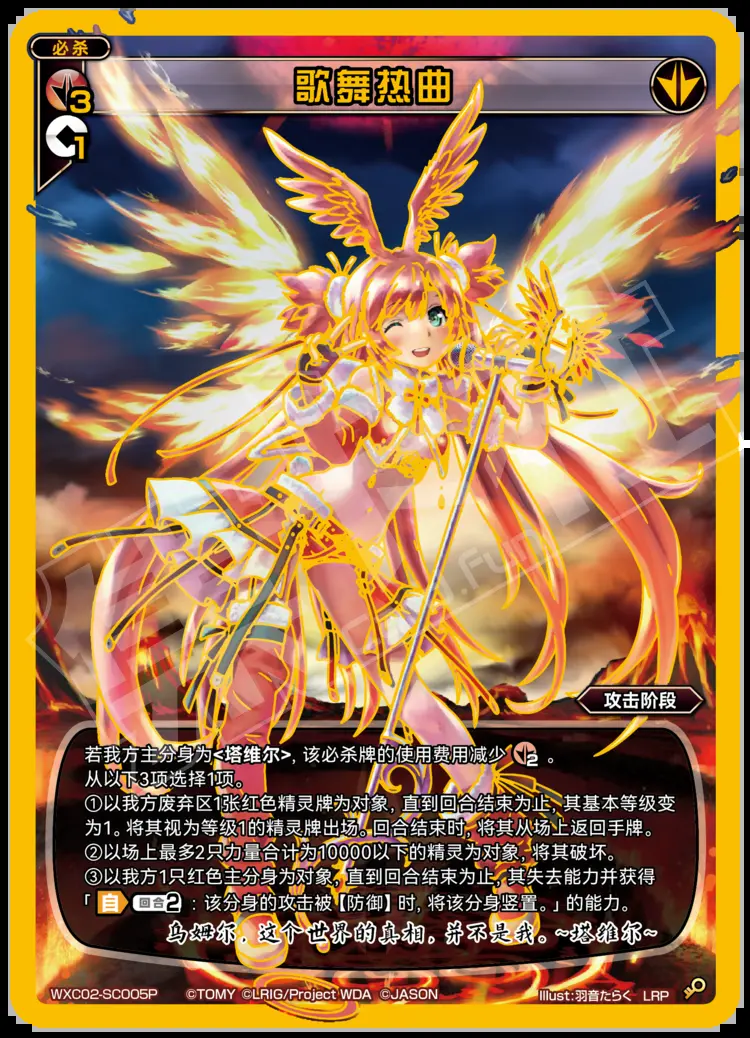 必杀
歌舞热曲
3
1
攻击阶段
若我方主分身为<塔维尔>, 该必杀牌的使用费用减少 2 。
从以下3项选择1项。
①以我方废弃区1张红色精灵牌为对象, 直到回合结束为止, 其基本等级变
为1。将其视为等级1的精灵牌出场。回合结束时, 将其从场上返回手牌。
②以场上最多2只力量合计为10000以下的精灵为对象, 将其破坏。
③以我方1只红色主分身为对象, 直到回合结束为止, 其失去能力并获得
「 自 回合2 : 该分身的攻击被【防御】时, 将该分身竖置。」的能力。
乌姆尔, 这个世界的真相, 并不是我。~塔维尔~
WXC02-SC005P ©TOMY ©LRIG/Project WDA ©JASON Illust:羽音たらく LRP